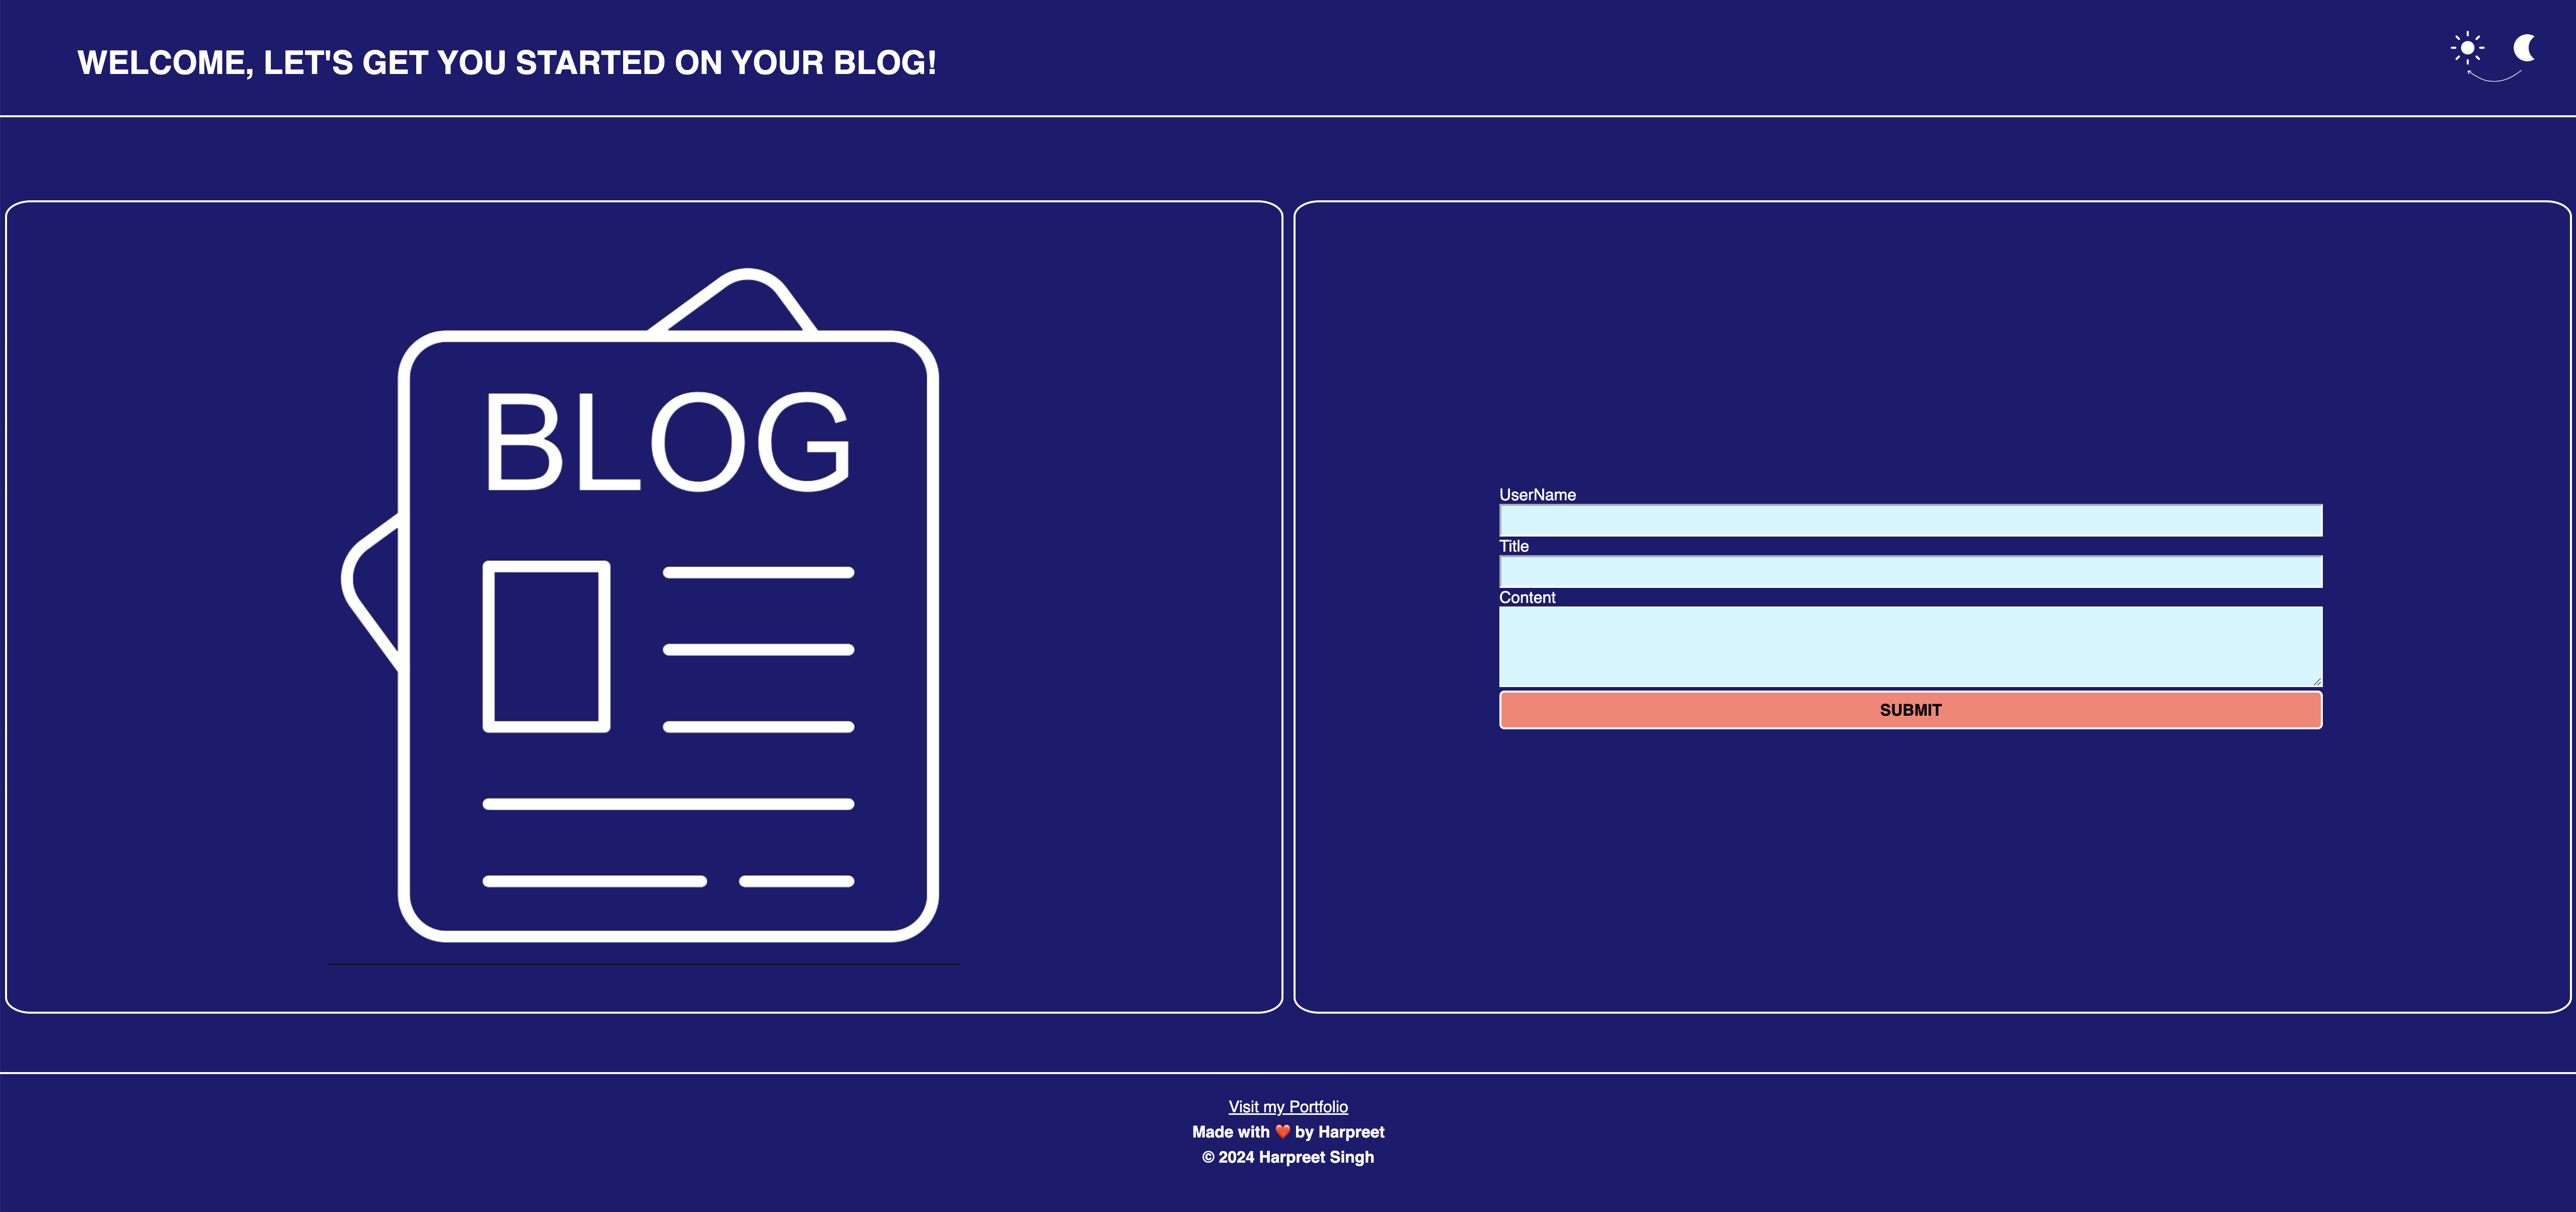 WELCOME, LET'S GET YOU STARTED ON YOUR BLOG!
BLOG
UserName
Title
Content
SUBMIT
Visit my Portfolio
Made with ❤️ by Harpreet
© 2024 Harpreet Singh